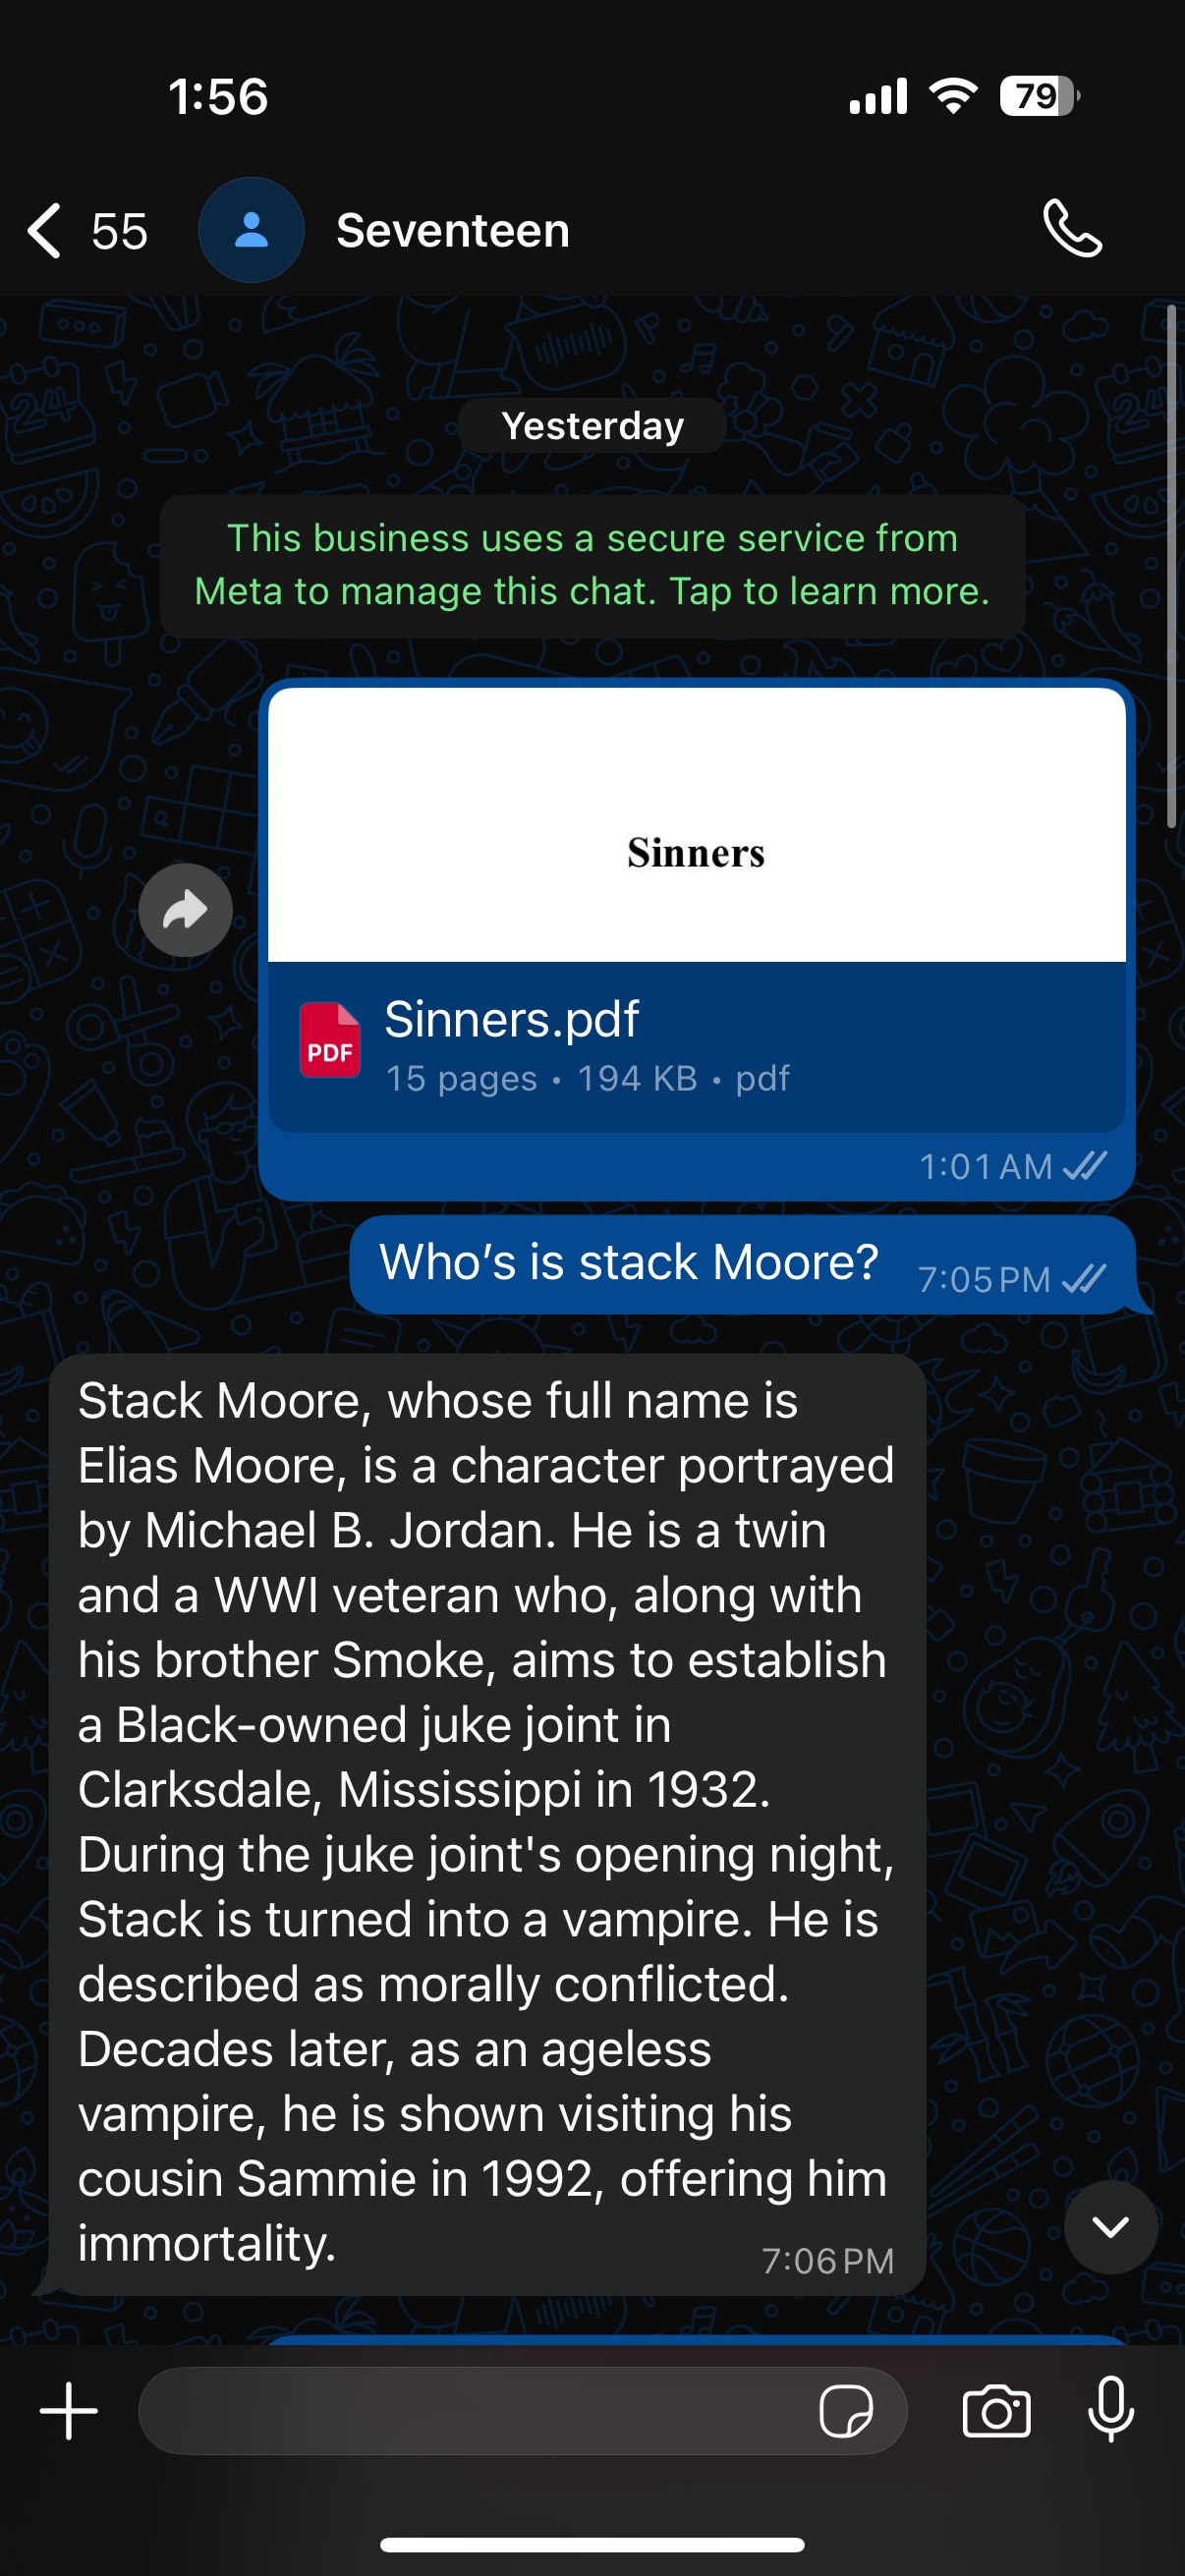 1:56
79
55
Seventeen
Yesterday
This business uses a secure service from
Meta to manage this chat. Tap to learn more.
Sinners
Sinners.pdf
PDF
15 pages • 194 KB • pdf
1:01 AM
Who’s is stack Moore?
7:05 PM
Stack Moore, whose full name is
Elias Moore, is a character portrayed
by Michael B. Jordan. He is a twin
and a WWI veteran who, along with
his brother Smoke, aims to establish
a Black-owned juke joint in
Clarksdale, Mississippi in 1932.
During the juke joint's opening night,
Stack is turned into a vampire. He is
described as morally conflicted.
Decades later, as an ageless
vampire, he is shown visiting his
cousin Sammie in 1992, offering him
immortality.
7:06 PM